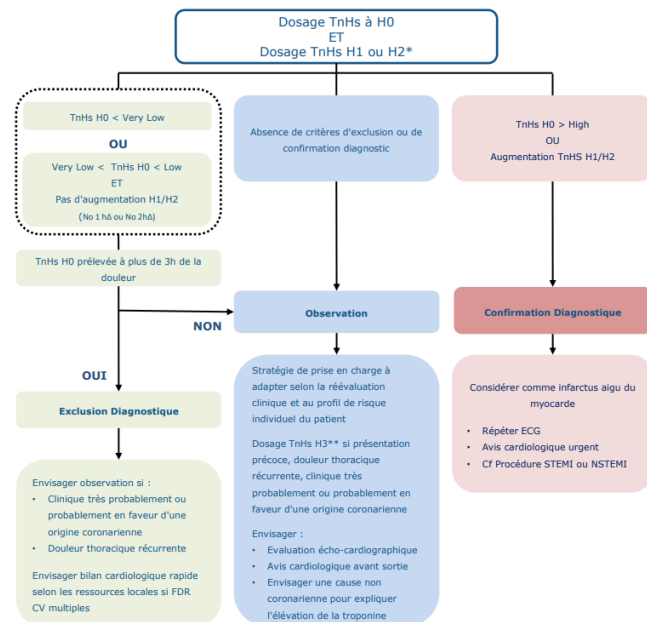 Dosage TnHs à H0
ET
Dosage TnHs H1 ou H2*
TnHs H0 < Very Low
OU
Very Low < TnHs H0 < Low
ET
Pas d'augmentation H1/H2
(No 1 hΔ ou No 2hΔ)
TnHs H0 prélevée à plus de 3h de la
douleur
NON
OUI
Exclusion Diagnostique
Envisager observation si :
• Clinique très probablement ou
probablement en faveur d'une
origine coronarienne
• Douleur thoracique récurrente
Envisager bilan cardiologique rapide
selon les ressources locales si FDR
CV multiples
Absence de critères d'exclusion ou de
confirmation diagnostic
Observation
Stratégie de prise en charge à
adapter selon la réévaluation
clinique et au profil de risque
individuel du patient
Dosage TnHs H3** si présentation
précoce, douleur thoracique
récurrente, clinique très
probablement ou probablement en
faveur d'une origine coronarienne
Envisager :
• Evaluation écho-cardiographique
• Avis cardiologique avant sortie
• Envisager une cause non
coronarienne pour expliquer
l'élévation de la troponine
TnHs H0 > High
OU
Augmentation TnHS H1/H2
Confirmation Diagnostique
Considérer comme infarctus aigu du
myocarde
• Répéter ECG
• Avis cardiologique urgent
• Cf Procédure STEMI ou NSTEMI